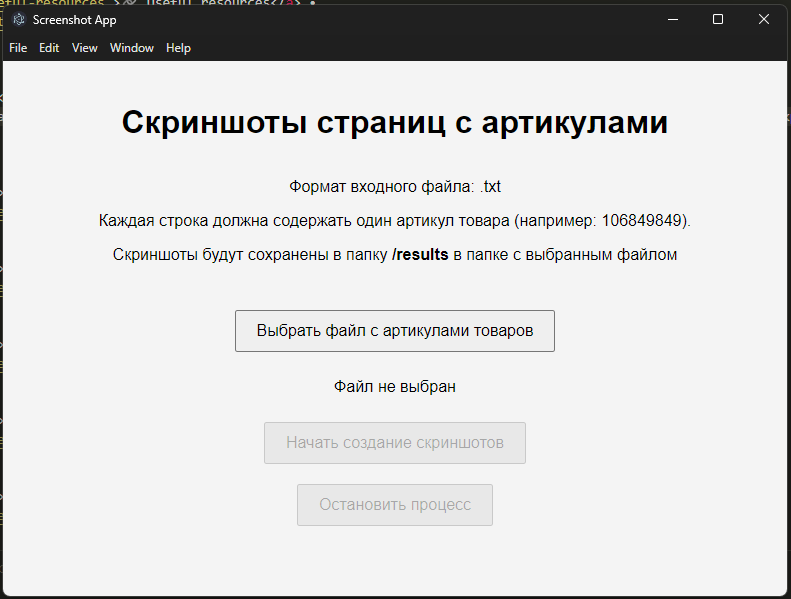 useful resources</a>
Screenshot App
File Edit View Window Help
Скриншоты страниц с артикулами
Формат входного файла: .txt
Каждая строка должна содержать один артикул товара (например: 106849849).
Скриншоты будут сохранены в папку /results в папке с выбранным файлом
Выбрать файл с артикулами товаров
Файл не выбран
Начать создание скриншотов
Остановить процесс